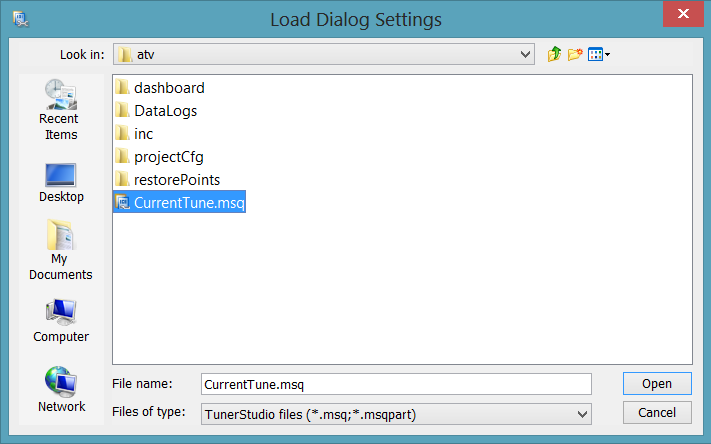 Load Dialog Settings
Look in: atv
Recent
Items
Desktop
My
Documents
Computer
Network
dashboard
DataLogs
inc
projectCfg
restorePoints
CurrentTune.msq
File name: CurrentTune.msq Open
Files of type: TunerStudio files (*.msq;*.msqpart) Cancel